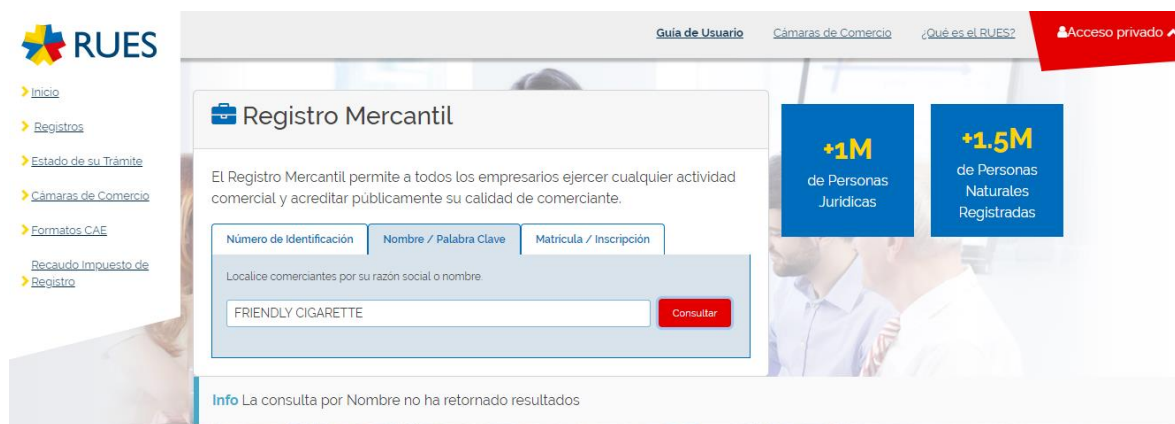 RUES
Guía de Usuario
Cámaras de Comercio
¿Qué es el RUES?
Acceso privado
Inicio
Registros
Estado de su Trámite
Cámaras de Comercio
Formatos CAE
Recaudo Impuesto de
Registro
Registro Mercantil
El Registro Mercantil permite a todos los empresarios ejercer cualquier actividad
comercial y acreditar públicamente su calidad de comerciante.
Número de Identificación
Nombre / Palabra Clave
Matrícula / Inscripción
Localice comerciantes por su razón social o nombre.
FRIENDLY CIGARETTE
Consultar
+1M
de Personas
Jurídicas
+1.5M
de Personas
Naturales
Registradas
Info La consulta por Nombre no ha retornado resultados